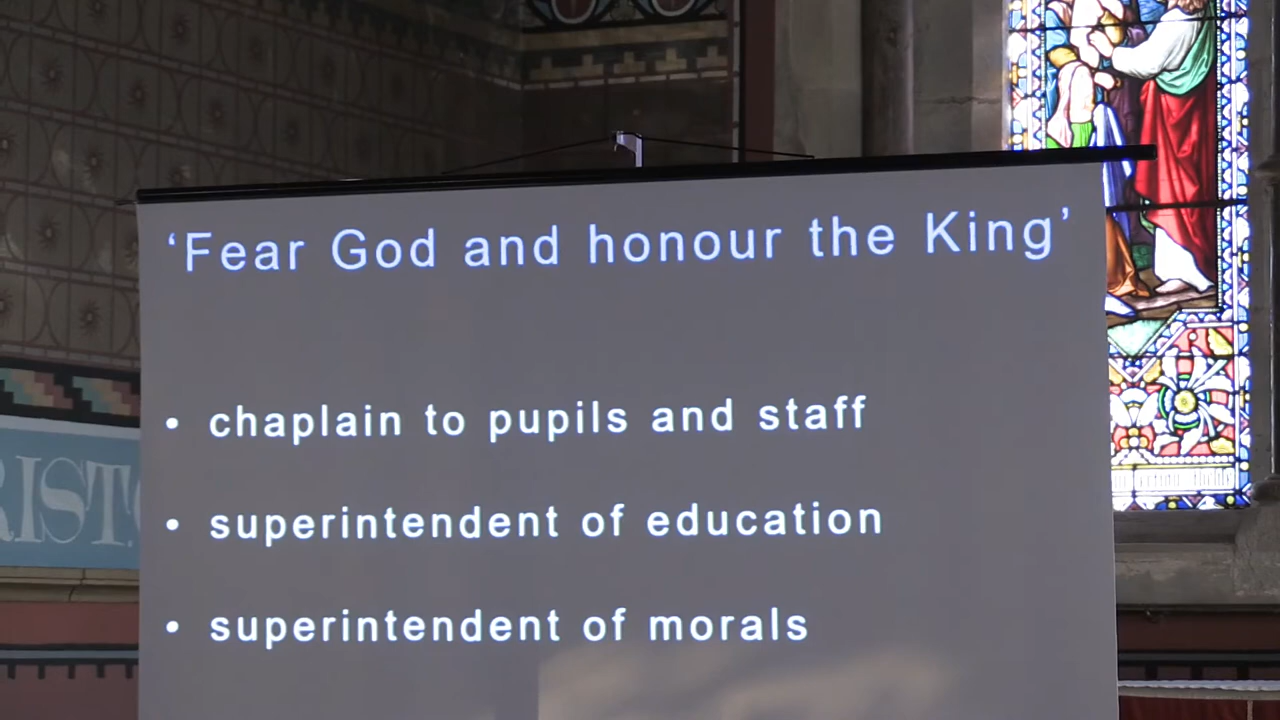 ‘Fear God and honour the King’
• chaplain to pupils and staff
• superintendent of education
• superintendent of morals